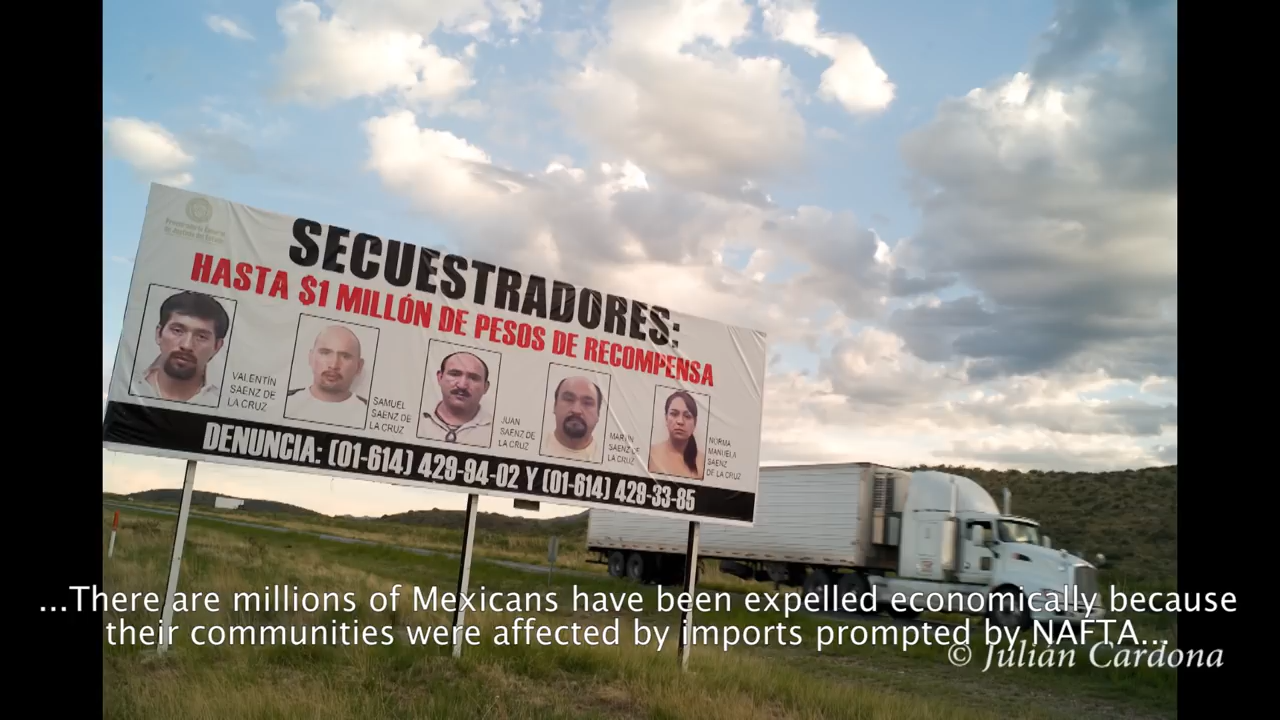 SECUESTRADORES:
HASTA $1 MILLÓN DE PESOS DE RECOMPENSA
VALENTÍN
SAENZ DE
LA CRUZ
SAMUEL
SAENZ DE
LA CRUZ
JUAN
SAENZ DE
LA CRUZ
MARTIN
SAENZ DE
LA CRUZ
NORMA
MANUELA
SAENZ
DE LA CRUZ
DENUNCIA: (01-614) 429-94-02 Y (01-614) 429-33-85
...There are millions of Mexicans have been expelled economically because
their communities were affected by imports prompted by NAFTA...
© Julián Cardona